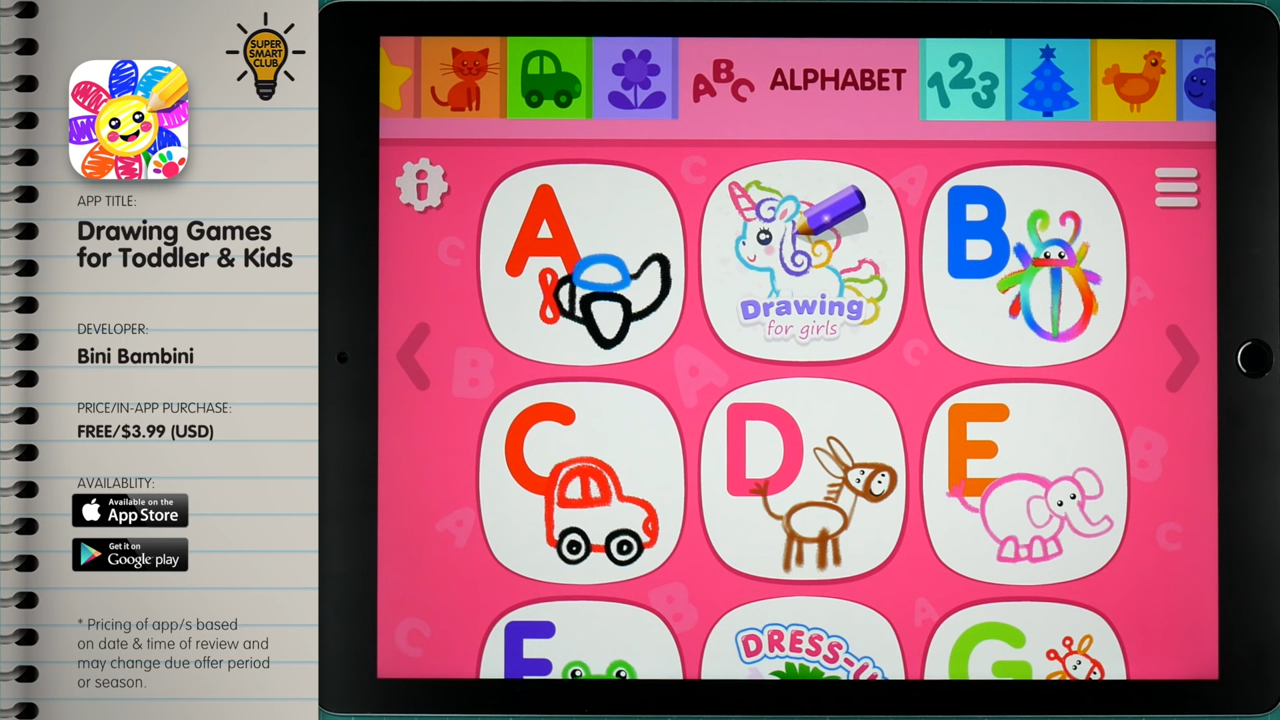 SUPER
SMART
CLUB
APP TITLE:
Drawing Games
for Toddler & Kids
DEVELOPER:
Bini Bambini
PRICE/IN-APP PURCHASE:
FREE/$3.99 (USD)
AVAILABLITY:
Available on the
App Store
Get it on
Google play
* Pricing of app/s based
on date & time of review and
may change due offer period
or season.
ABC ALPHABET
123
A
Drawing
for girls
B
C
D
E
F
DRESS-U
G